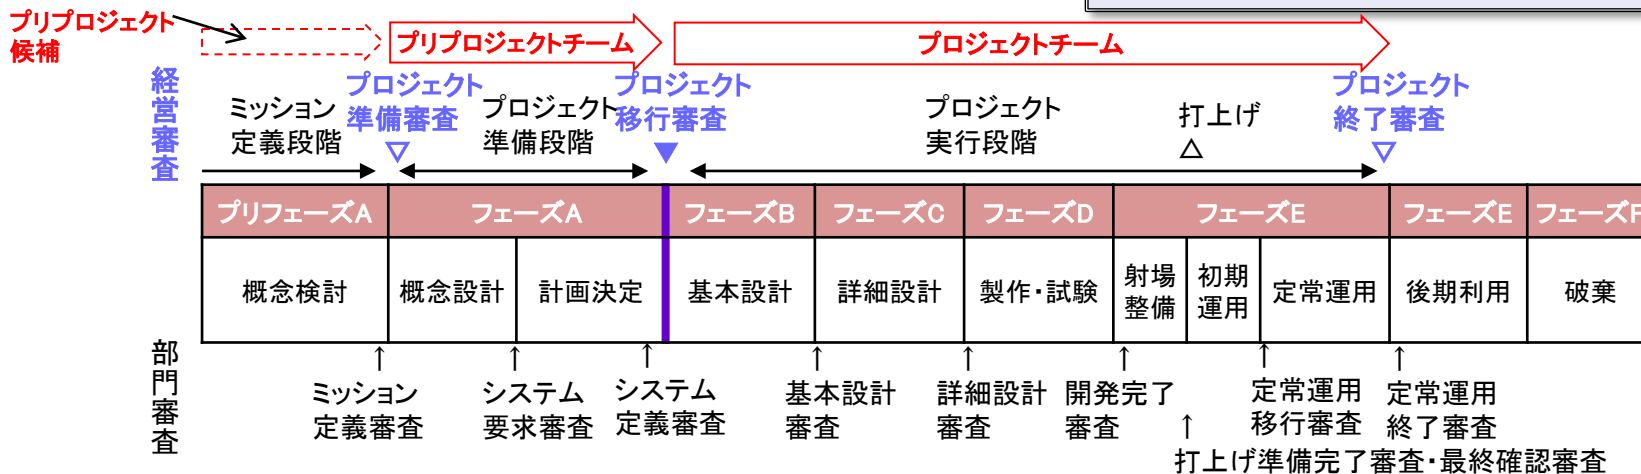 プリプロジェクト
候補
プリプロジェクトチーム
プロジェクトチーム
経営審査
ミッション
定義段階
プロジェクト
準備審査
▽
プロジェクト
準備段階
プロジェクト
移行審査
▼
プロジェクト
実行段階
打上げ
△
プロジェクト
終了審査
▽
プリフェーズA
フェーズA
フェーズB
フェーズC
フェーズD
フェーズE
フェーズE
フェーズF
概念検討
概念設計
計画決定
基本設計
詳細設計
製作・試験
射場
整備
初期
運用
定常運用
後期利用
破棄
部門審査
↑
ミッション
定義審査
↑
システム
要求審査
↑
システム
定義審査
↑
基本設計
審査
↑
詳細設計
審査
↑
開発完了
審査
↑
打上げ準備完了審査・最終確認審査
↑
定常運用
移行審査
↑
定常運用
終了審査